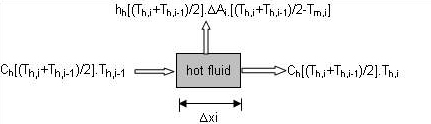 hh[(Th,i+Th,i-1)/2].ΔAi.[(Th,i+Th,i-1)/2-Tm,i]
Ch[(Th,i+Th,i-1)/2].Th,i-1
hot fluid
Ch[(Th,i+Th,i-1)/2].Th,i
Δxi